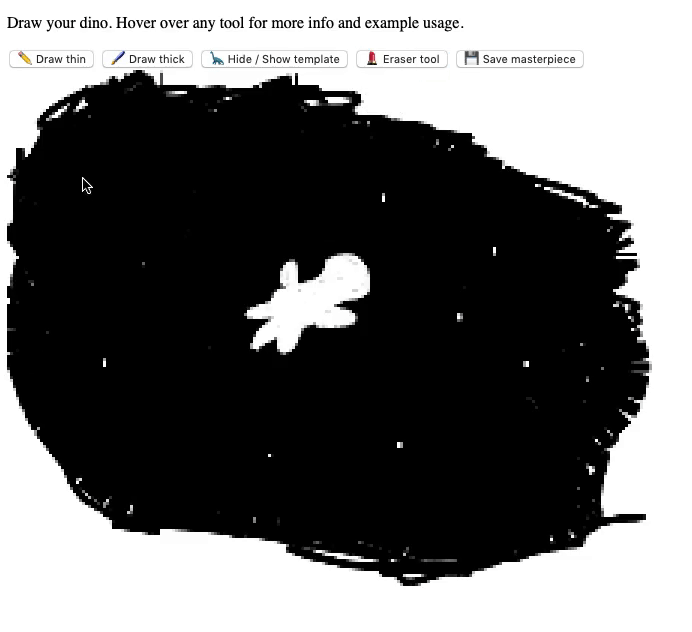 Draw your dino. Hover over any tool for more info and example usage.
Draw thin Draw thick Hide / Show template Eraser tool Save masterpiece